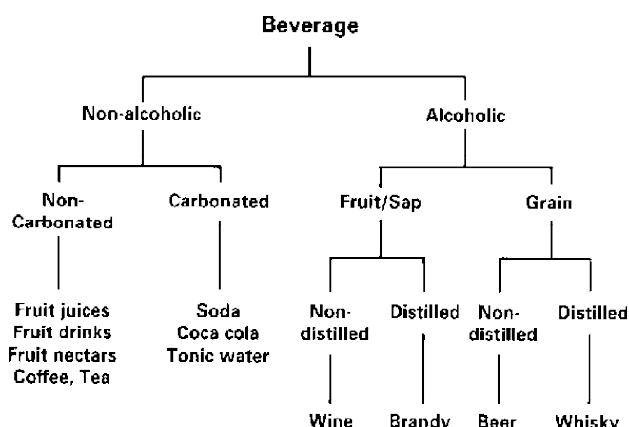 Beverage
Non-alcoholic
Alcoholic
Non-
Carbonated
Carbonated
Fruit/Sap
Grain
Fruit juices
Fruit drinks
Fruit nectars
Coffee, Tea
Soda
Coca cola
Tonic water
Non-
distilled
Distilled
Non-
distilled
Distilled
Wine
Brandy
Beer
Whisky